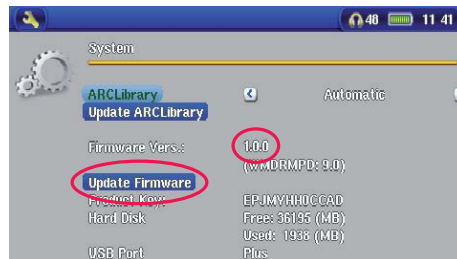 48 11 41
System
ARCLibrary Automatic
Update ARCLibrary
Firmware Vers.: 1.0.0
(WMDRMPD: 9.0)
Update Firmware
Product Key: EPJMYHH0CCAD
Hard Disk Free: 36195 (MB)
Used: 1938 (MB)
USB Port Plus